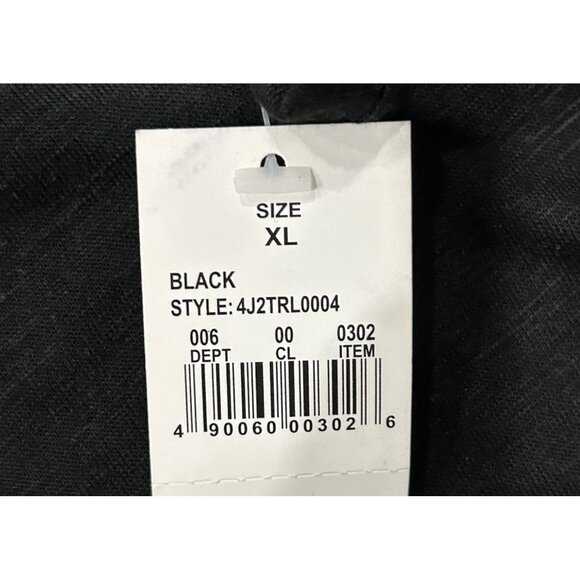 SIZE
XL
BLACK
STYLE: 4J2TRL0004
006 00 0302
DEPT CL ITEM
4 90060 00302 6